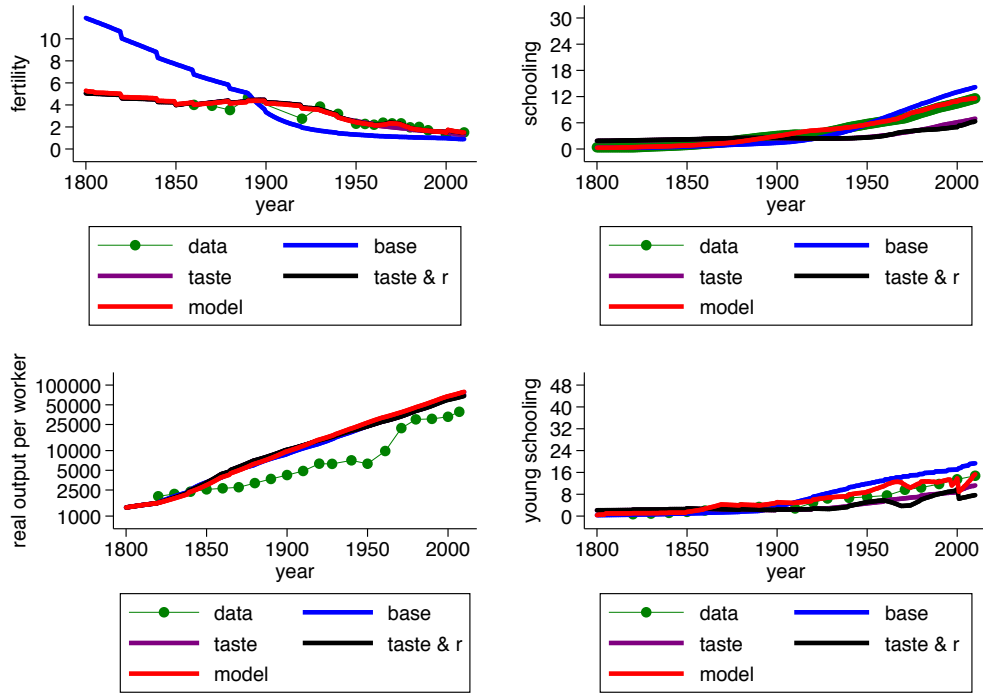 fertility
10
8
6
4
2
0
1800 1850 1900 1950 2000
year
data base
taste taste & r
model
schooling
30
24
18
12
6
0
1800 1850 1900 1950 2000
year
data base
taste taste & r
model
real output per worker
100000
50000
25000
10000
5000
2500
1000
1800 1850 1900 1950 2000
year
data base
taste taste & r
model
young schooling
48
40
32
24
16
8
0
1800 1850 1900 1950 2000
year
data base
taste taste & r
model